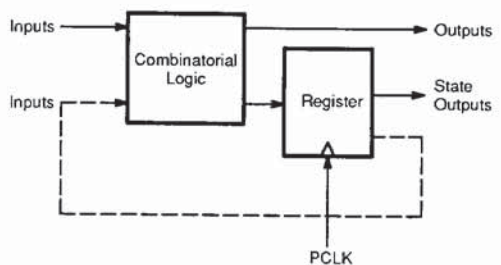 Inputs
Outputs
Combinatorial
Logic
Inputs
Register
State
Outputs
PCLK